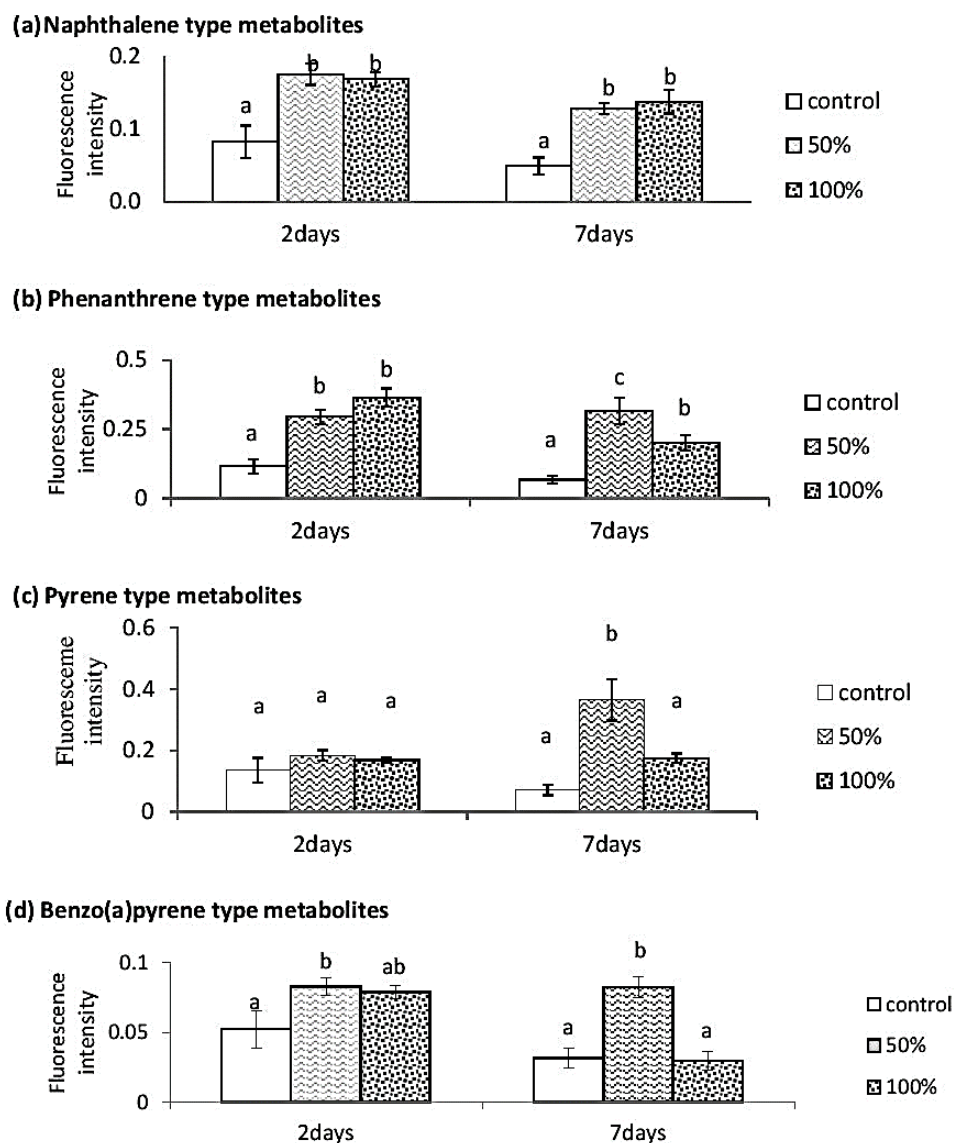 (a)Naphthalene type metabolites
Fluorescence
intensity
0.2
0.1
0.0
a
b
b
a
b
b
2days
7days
control
50%
100%
(b) Phenanthrene type metabolites
Fluorescence
intensity
0.5
0.25
0
a
b
b
a
c
b
2days
7days
control
50%
100%
(c) Pyrene type metabolites
Fluoresceme
intensity
0.6
0.4
0.2
0
a
a
a
a
b
a
2days
7days
control
50%
100%
(d) Benzo(a)pyrene type metabolites
Fluorescence
intensity
0.1
0.05
0
a
b
ab
a
b
a
2days
7days
control
50%
100%